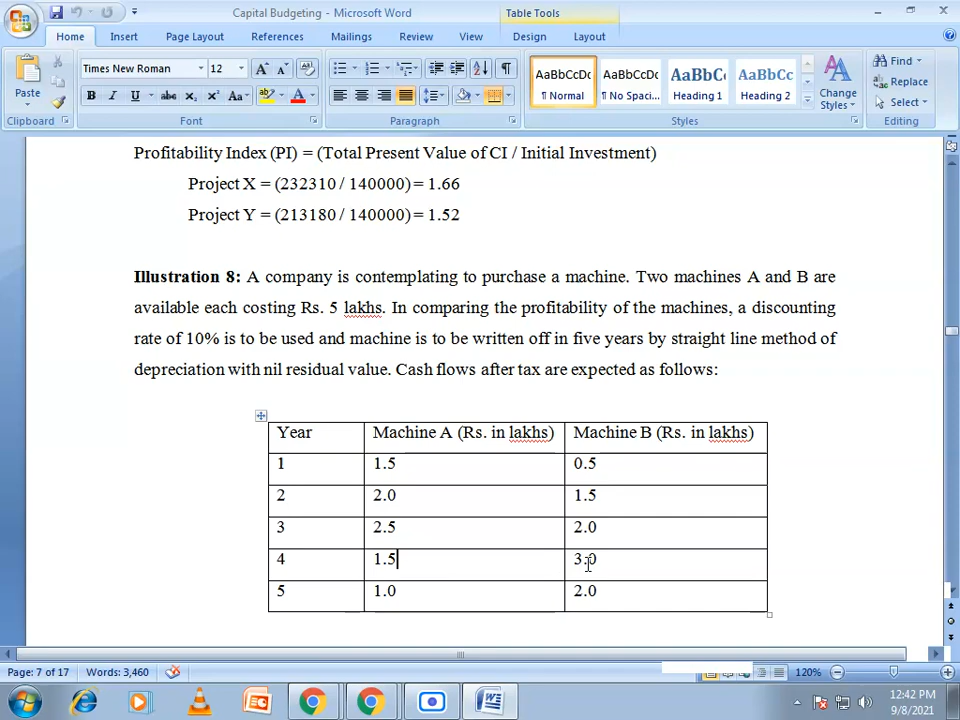 Capital Budgeting - Microsoft Word
Table Tools
Home Insert Page Layout References Mailings Review View Design Layout
Paste
Clipboard
Times New Roman 12
B I U abc X₂ X² Aa
Font
Paragraph
AaBbCcDc AaBbCcDc AaBbC AaBbCc
¶ Normal ¶ No Spaci... Heading 1 Heading 2
Change Styles
Styles
Find
Replace
Select
Editing
Profitability Index (PI) = (Total Present Value of CI / Initial Investment)
Project X = (232310 / 140000) = 1.66
Project Y = (213180 / 140000) = 1.52
Illustration 8: A company is contemplating to purchase a machine. Two machines A and B are
available each costing Rs. 5 lakhs. In comparing the profitability of the machines, a discounting
rate of 10% is to be used and machine is to be written off in five years by straight line method of
depreciation with nil residual value. Cash flows after tax are expected as follows:
Year Machine A (Rs. in lakhs) Machine B (Rs. in lakhs)
1 1.5 0.5
2 2.0 1.5
3 2.5 2.0
4 1.5 3.0
5 1.0 2.0
Page: 7 of 17 Words: 3,460 120%
12:42 PM
9/8/2021